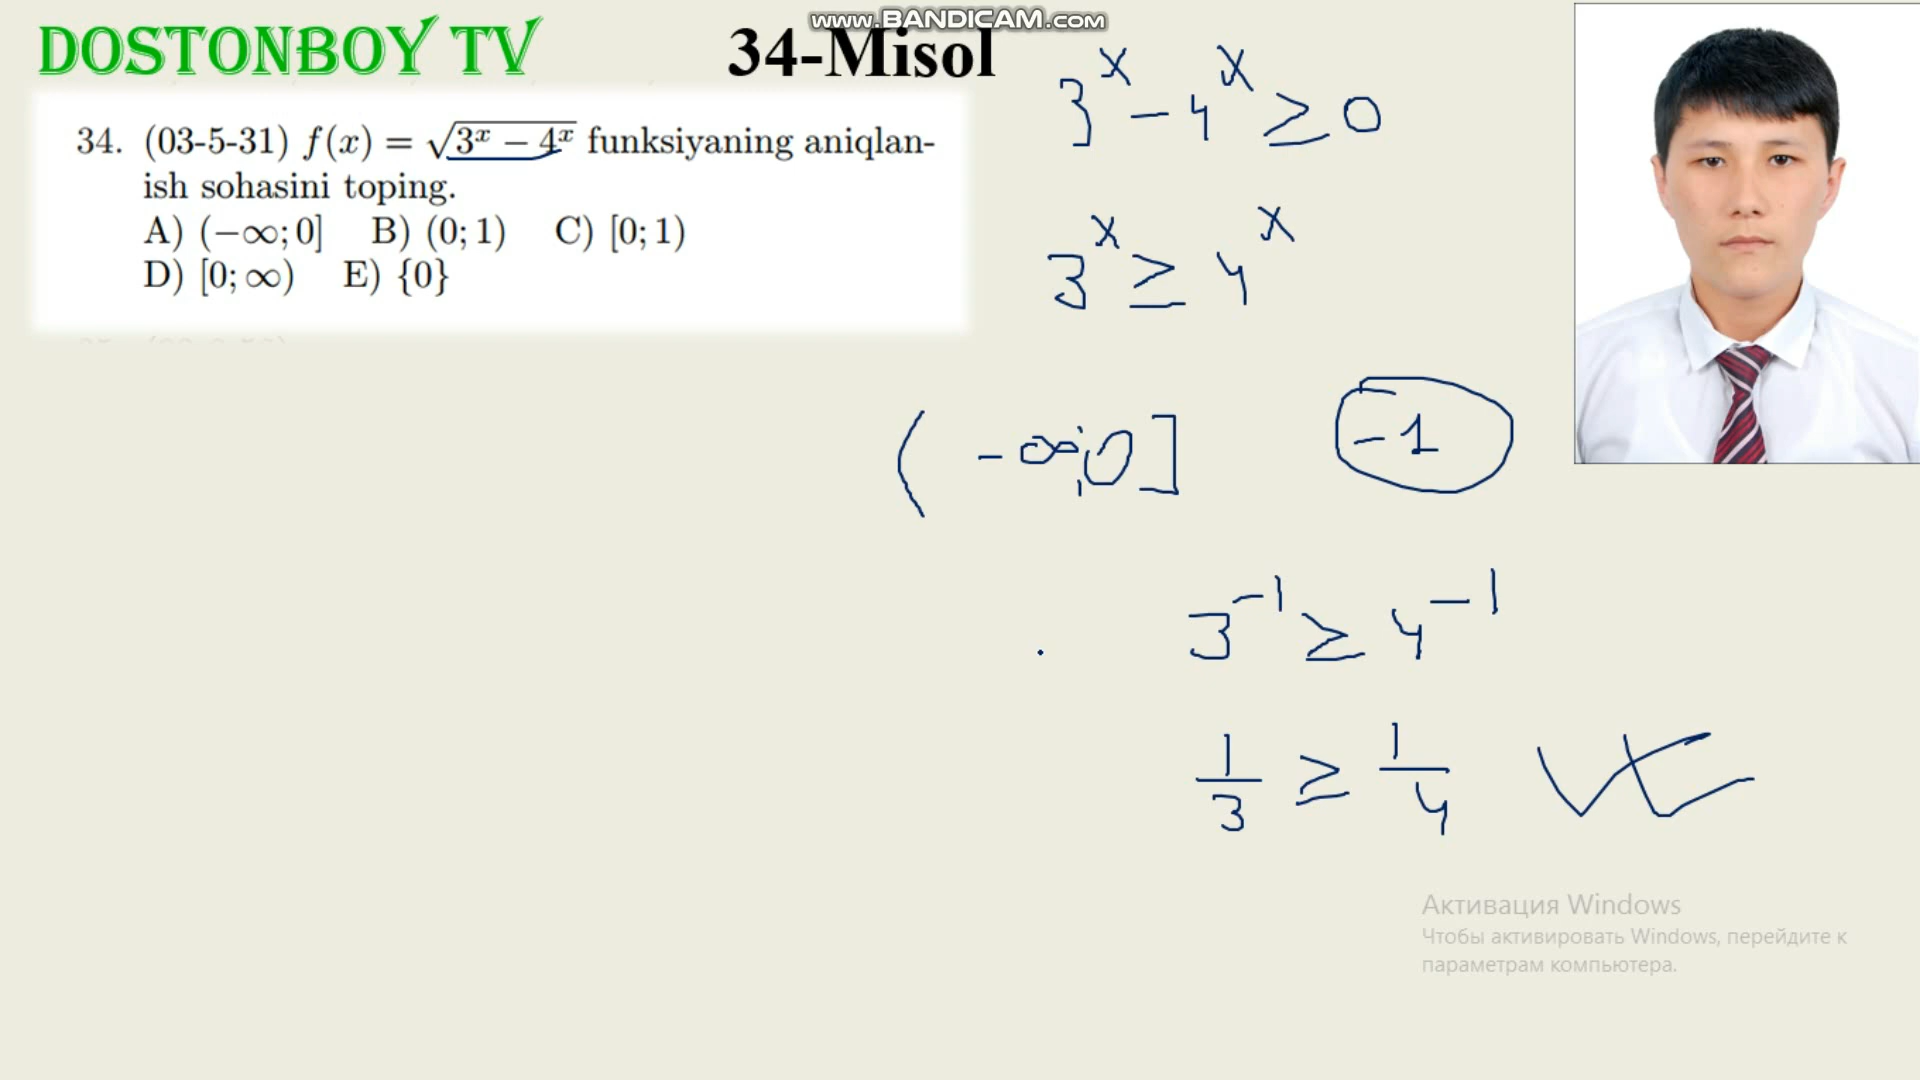 www.BANDICAM.com
DOSTONBOY TV
34-Misol
34. (03-5-31) f(x) = √(3^x − 4^x) funksiyaning aniqlan-
ish sohasini toping.
A) (−∞; 0] B) (0; 1) C) [0; 1)
D) [0; ∞) E) {0}
3^x − 4^x ≥ 0
3^x ≥ 4^x
(−∞; 0] −1
3^−1 ≥ 4^−1
1/3 ≥ 1/4
Активация Windows
Чтобы активировать Windows, перейдите к
параметрам компьютера.